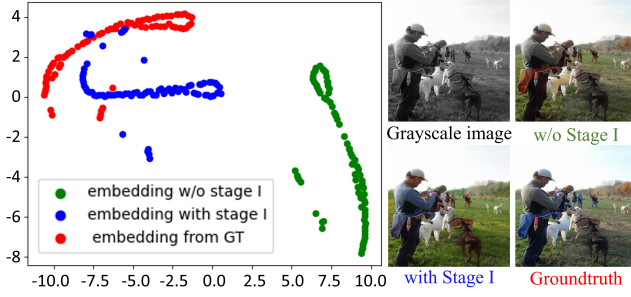 4
2
0
-2
-4
-6
-8
-10.0 -7.5 -5.0 -2.5 0.0 2.5 5.0 7.5 10.0
embedding w/o stage I
embedding with stage I
embedding from GT
Grayscale image
w/o Stage I
with Stage I
Groundtruth